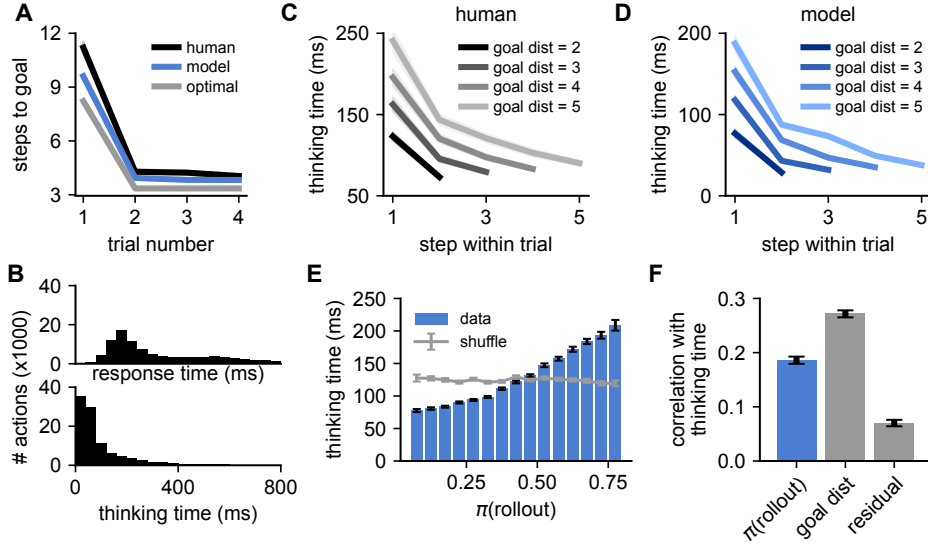 A
12
9
6
3
steps to goal
human
model
optimal
1 2 3 4
trial number
B
40
20
0
response time (ms)
40
20
0
# actions (x1000)
0 400 800
thinking time (ms)
C
human
250
150
50
thinking time (ms)
goal dist = 2
goal dist = 3
goal dist = 4
goal dist = 5
1 3 5
step within trial
D
model
200
100
0
thinking time (ms)
goal dist = 2
goal dist = 3
goal dist = 4
goal dist = 5
1 3 5
step within trial
E
250
200
150
100
50
0
thinking time (ms)
data
shuffle
0.25 0.50 0.75
π(rollout)
F
0.3
0.2
0.1
0.0
correlation with
thinking time
π(rollout)
goal dist
residual